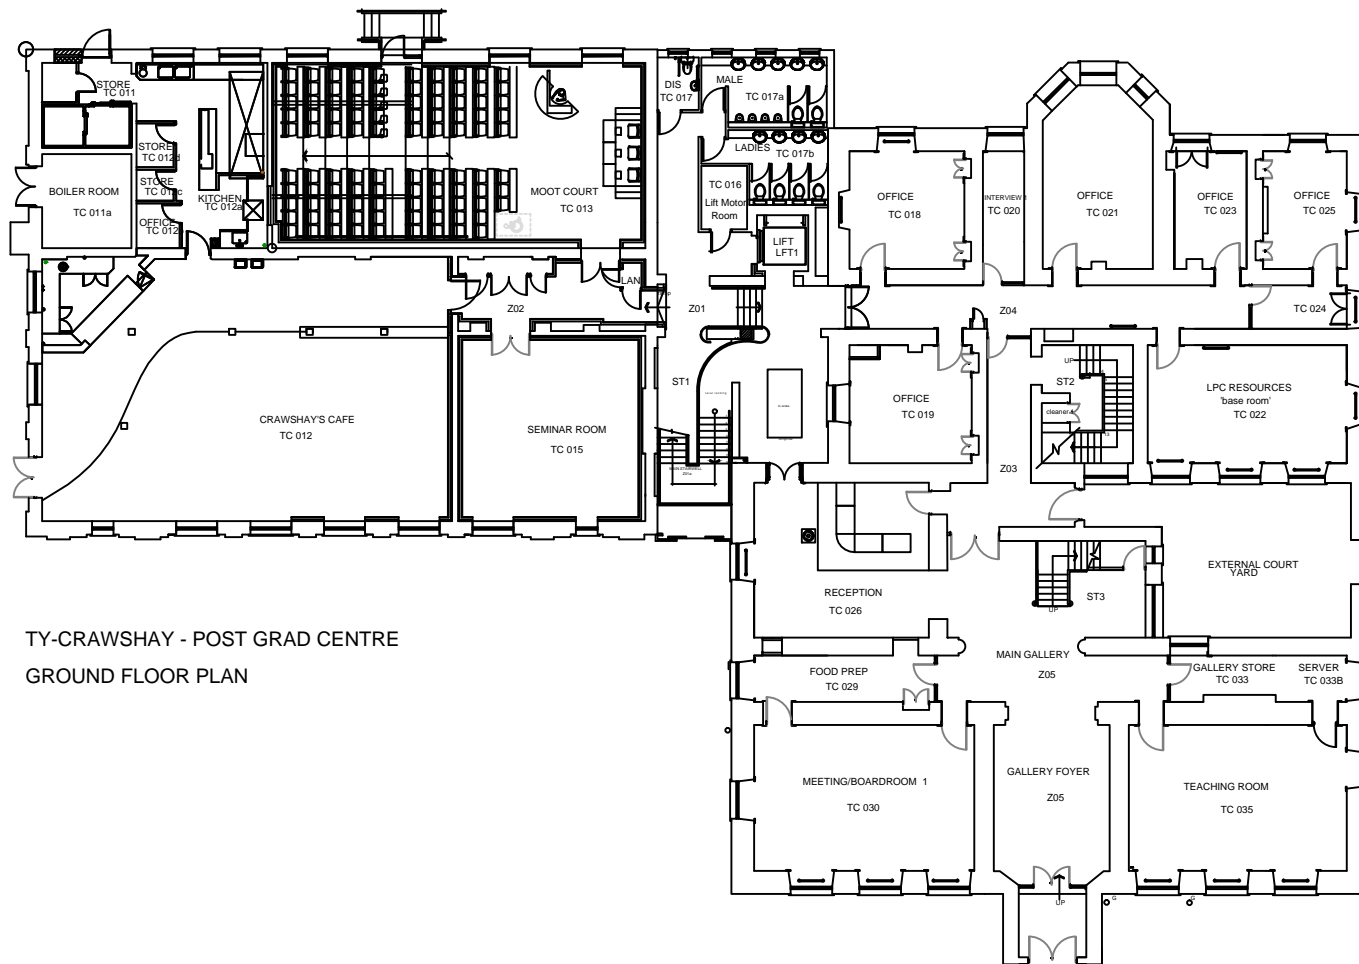 STORE
TC 011
STORE
TC 012d
STORE
TC 012c
OFFICE
TC 012
KITCHEN
TC 012a
BOILER ROOM
TC 011a
MOOT COURT
TC 013
DIS
TC 017
MALE
TC 017a
LADIES
TC 017b
TC 016
Lift Motor
Room
LIFT
LFT1
LAN
Z02
UP
Z01
OFFICE
TC 018
INTERVIEW 1
TC 020
OFFICE
TC 021
OFFICE
TC 023
OFFICE
TC 025
Z04
TC 024
CRAWSHAY'S CAFE
TC 012
SEMINAR ROOM
TC 015
ST1
OFFICE
TC 019
UP
ST2
cleaner
Z03
LPC RESOURCES
'base room'
TC 022
RECEPTION
TC 026
ST3
UP
EXTERNAL COURT
YARD
TY-CRAWSHAY - POST GRAD CENTRE
GROUND FLOOR PLAN
MAIN GALLERY
Z05
FOOD PREP
TC 029
GALLERY STORE
TC 033
SERVER
TC 033B
MEETING/BOARDROOM 1
TC 030
GALLERY FOYER
Z05
TEACHING ROOM
TC 035
UP
G
G